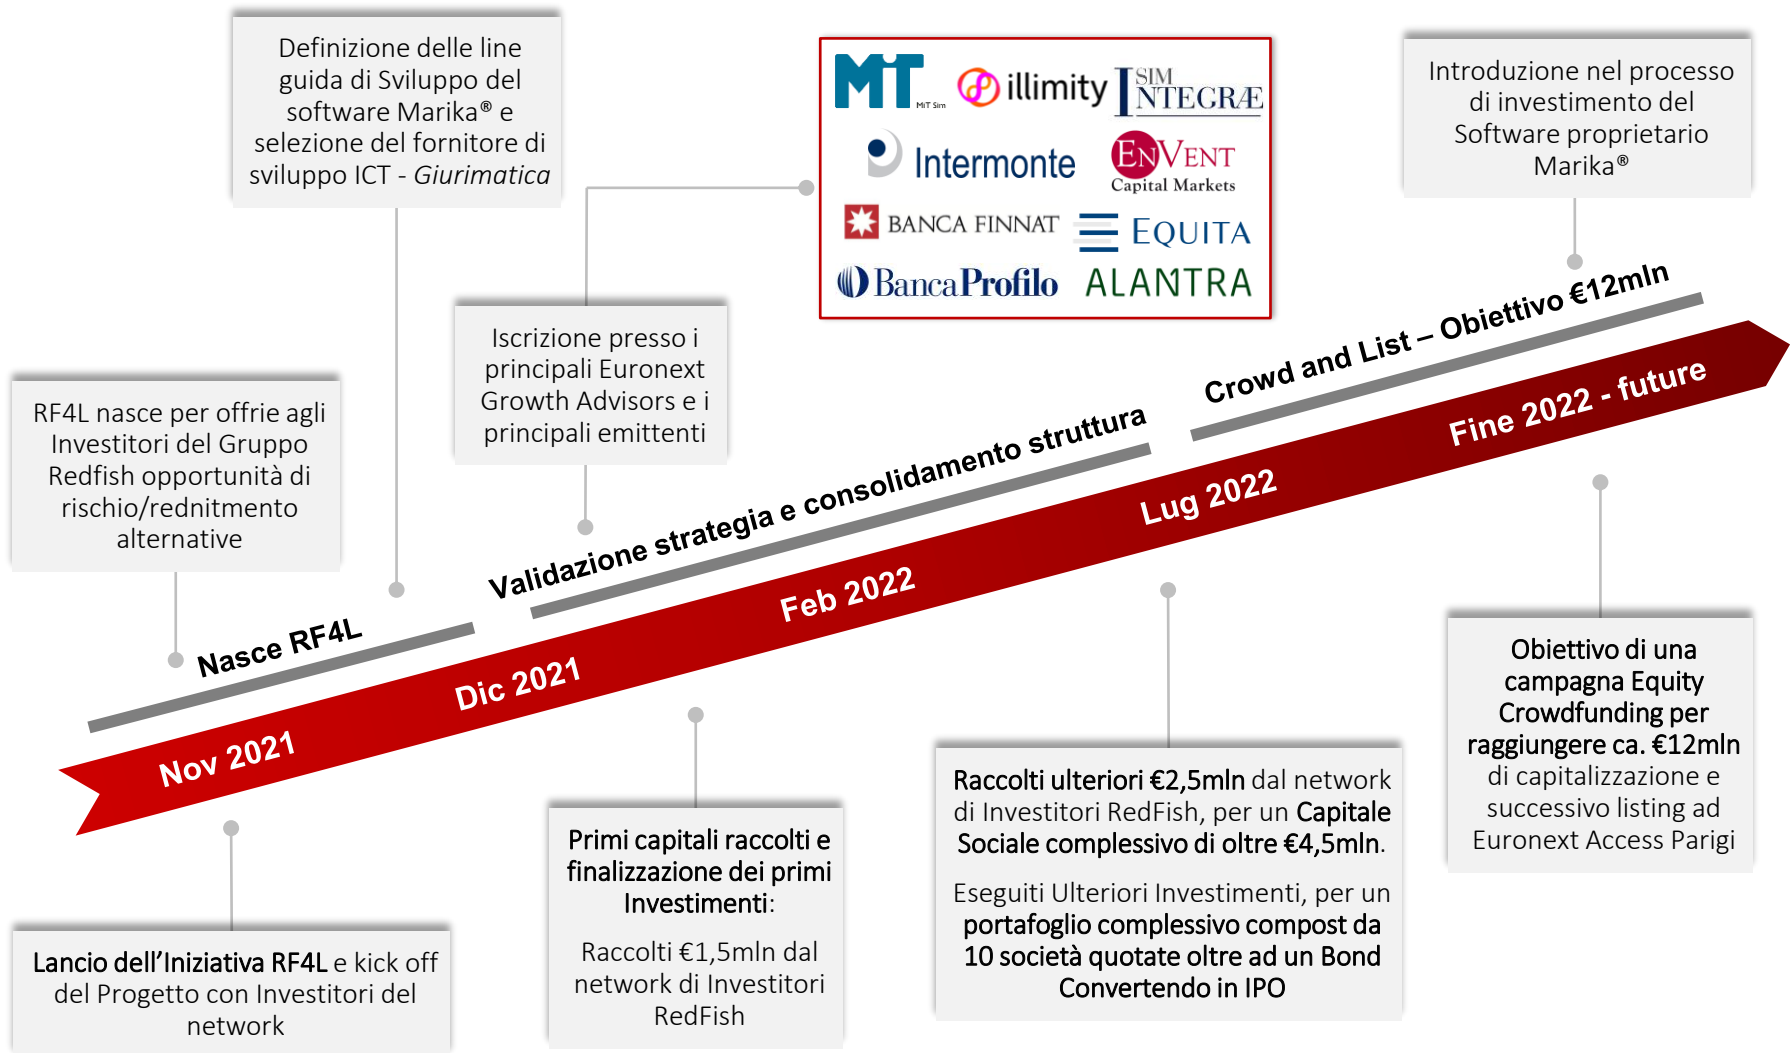 Definizione delle line
guida di Sviluppo del
software Marika® e
selezione del fornitore di
sviluppo ICT - Giurimatica
MiT
MiT Sim
illimity
SIM
INTEGRÆ
Intermonte
ENVENT
Capital Markets
BANCA FINNAT
EQUITA
Banca Profilo
ALANTRA
Introduzione nel processo
di investimento del
Software proprietario
Marika®
Iscrizione presso i
principali Euronext
Growth Advisors e i
principali emittenti
RF4L nasce per offrie agli
Investitori del Gruppo
Redfish opportunità di
rischio/rednitmento
alternative
Nasce RF4L
Validazione strategia e consolidamento struttura
Crowd and List – Obiettivo €12mln
Nov 2021
Dic 2021
Feb 2022
Lug 2022
Fine 2022 - future
Lancio dell’Iniziativa RF4L e kick off
del Progetto con Investitori del
network
Primi capitali raccolti e
finalizzazione dei primi
Investimenti:
Raccolti €1,5mln dal
network di Investitori
RedFish
Raccolti ulteriori €2,5mln dal network
di Investitori RedFish, per un Capitale
Sociale complessivo di oltre €4,5mln.
Eseguiti Ulteriori Investimenti, per un
portafoglio complessivo compost da
10 società quotate oltre ad un Bond
Convertendo in IPO
Obiettivo di una
campagna Equity
Crowdfunding per
raggiungere ca. €12mln
di capitalizzazione e
successivo listing ad
Euronext Access Parigi